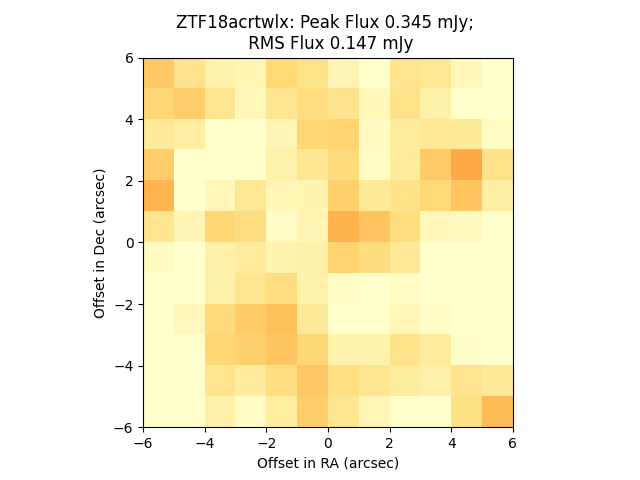 ZTF18acrtwlx: Peak Flux 0.345 mJy;
RMS Flux 0.147 mJy
6
4
2
0
−2
−4
−6
Offset in Dec (arcsec)
−6 −4 −2 0 2 4 6
Offset in RA (arcsec)